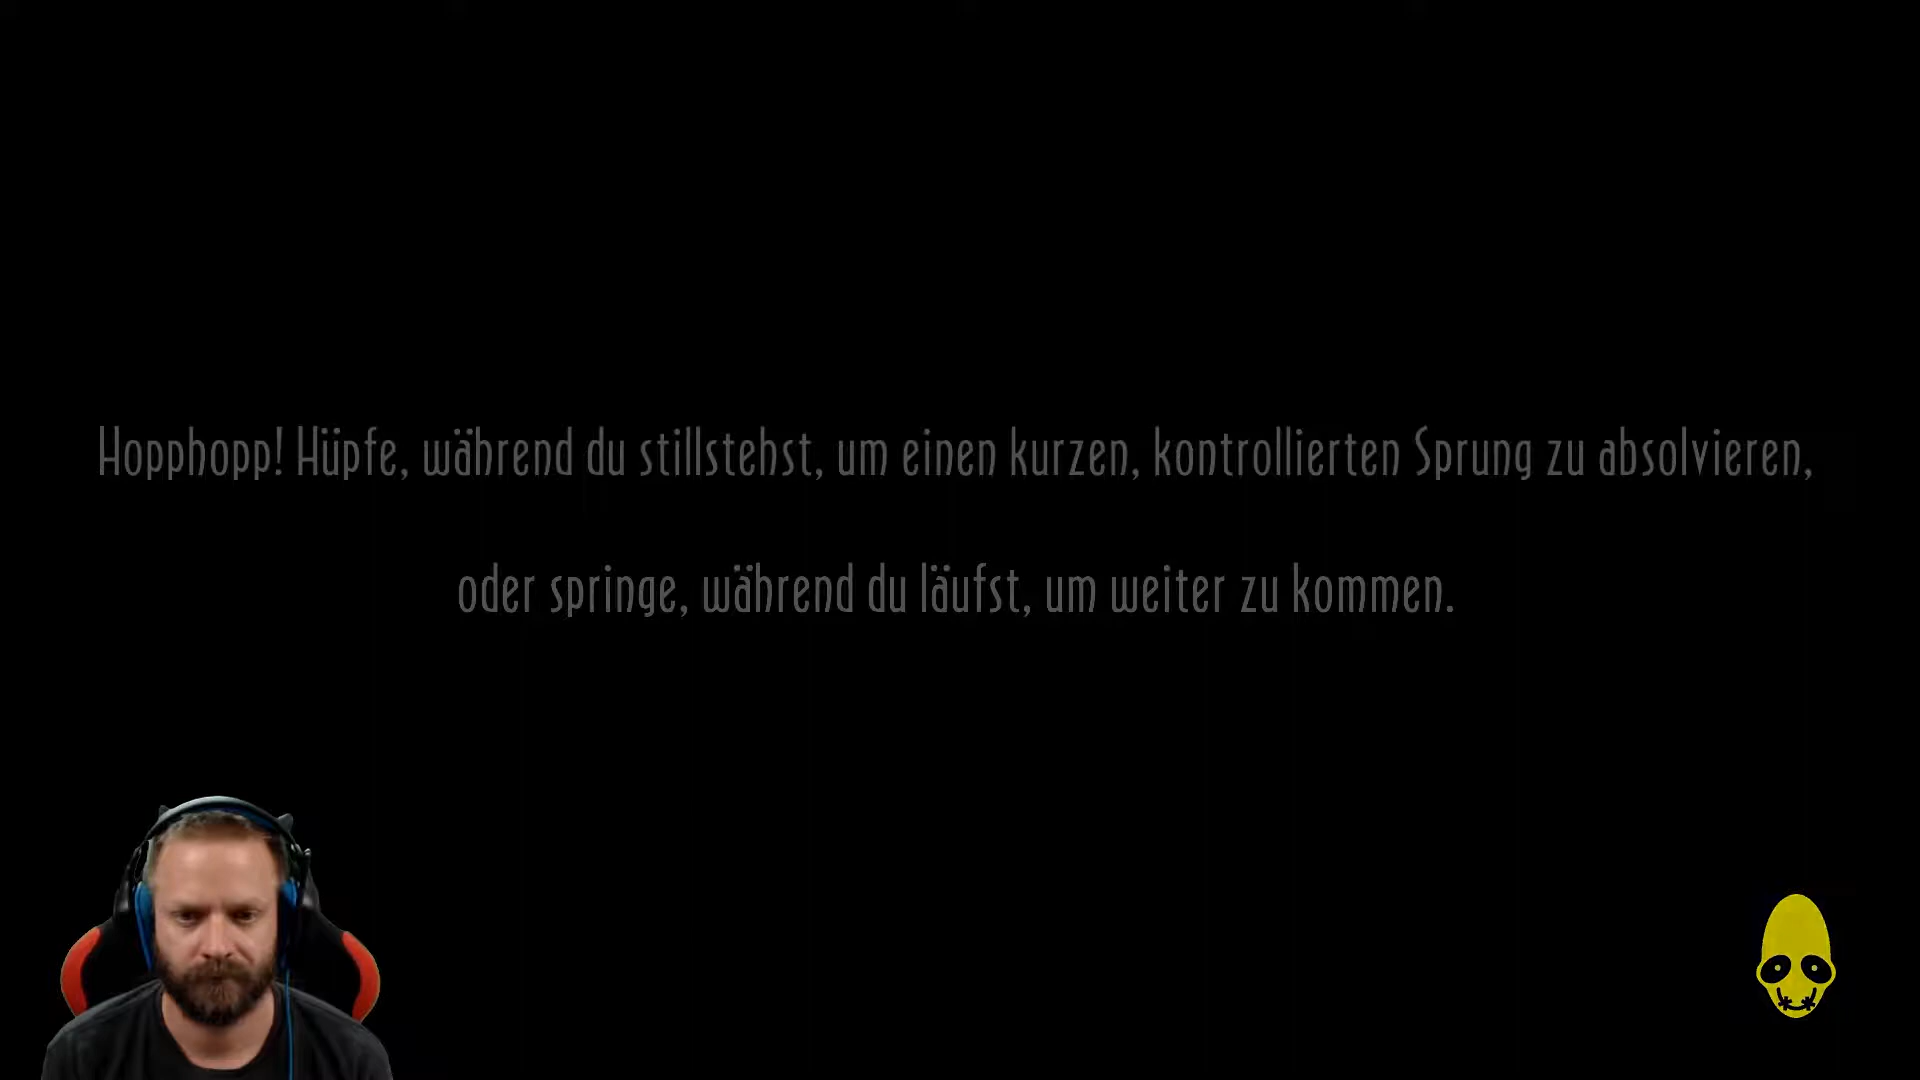 Hopphopp! Hüpfe, während du stillstehst, um einen kurzen, kontrollierten Sprung zu absolvieren,
oder springe, während du läufst, um weiter zu kommen.